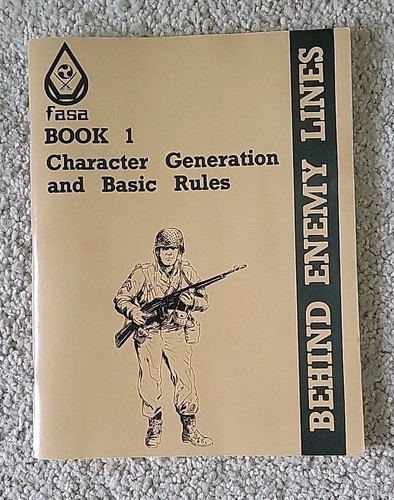 fasa
BOOK 1
Character Generation
and Basic Rules
BEHIND ENEMY LINES